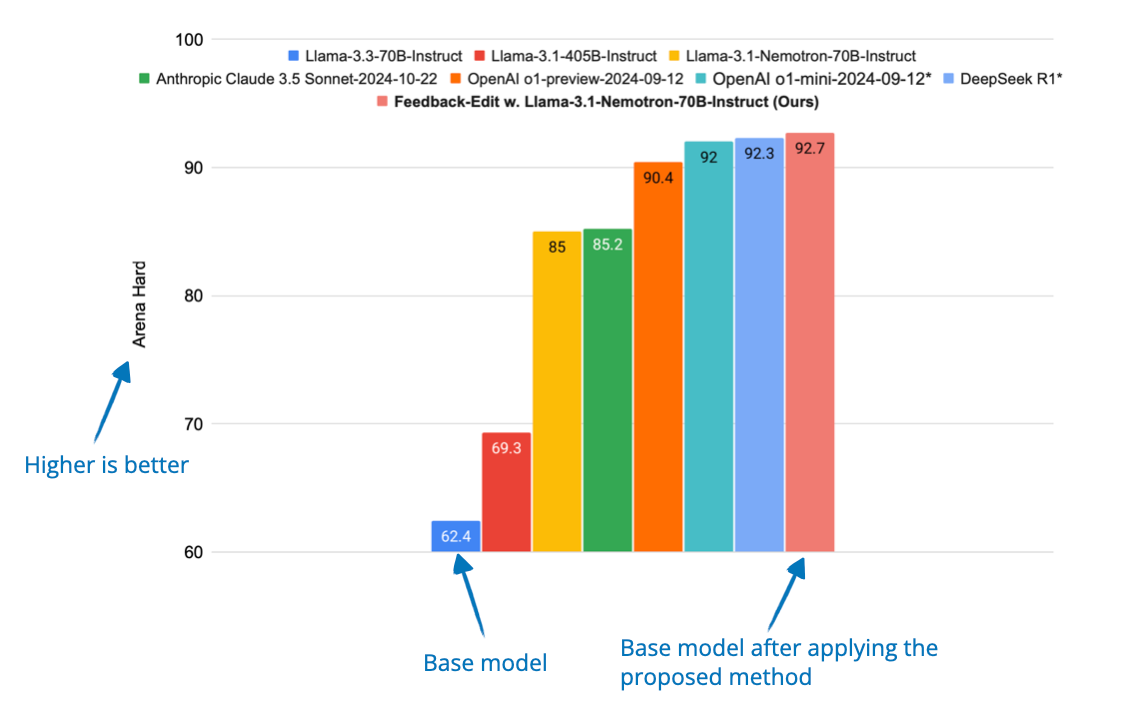 100
Llama-3.3-70B-Instruct Llama-3.1-405B-Instruct Llama-3.1-Nemotron-70B-Instruct
Anthropic Claude 3.5 Sonnet-2024-10-22 OpenAI o1-preview-2024-09-12 OpenAI o1-mini-2024-09-12* DeepSeek R1*
Feedback-Edit w. Llama-3.1-Nemotron-70B-Instruct (Ours)
90
80
70
60
Arena Hard
62.4
69.3
85
85.2
90.4
92
92.3
92.7
Higher is better
Base model
Base model after applying the
proposed method